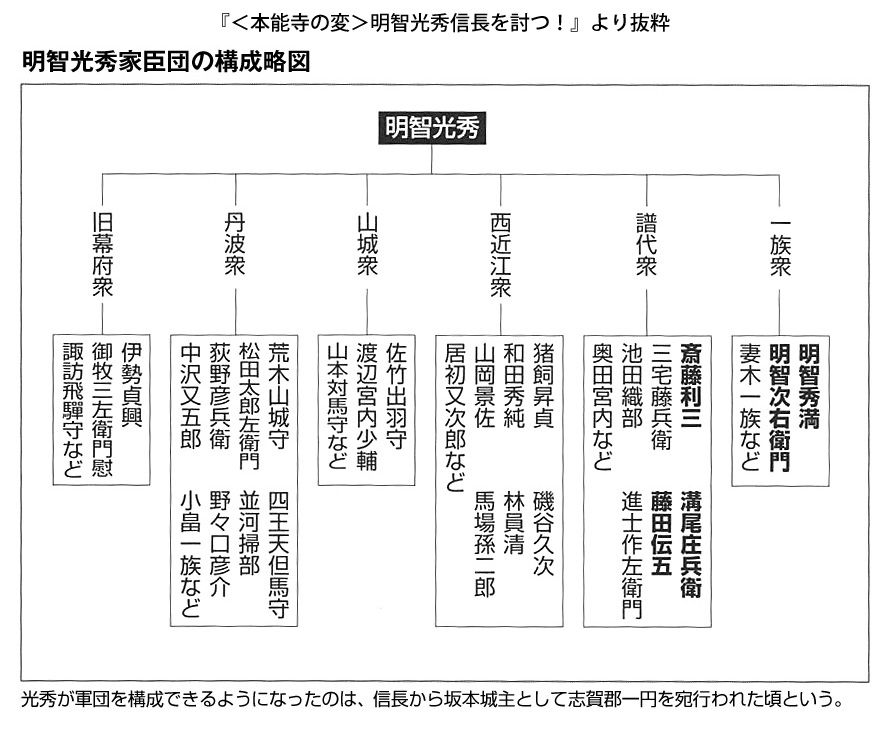 『＜本能寺の変＞明智光秀信長を討つ！』より抜粋
明智光秀家臣団の構成略図
明智光秀
一族衆
明智秀満
明智次右衛門
妻木一族など
譜代衆
斎藤利三
溝尾庄兵衛
三宅藤兵衛
藤田伝五
池田織部
進士作左衛門
奥田宮内など
西近江衆
猪飼昇貞
磯谷久次
和田秀純
林員清
山岡景佐
馬場孫二郎
居初又次郎など
山城衆
佐竹出羽守
渡辺宮内少輔
山本対馬守など
丹波衆
荒木山城守
四王天但馬守
松田太郎左衛門
並河掃部
荻野彦兵衛
野々口彦介
中沢又五郎
小畠一族など
旧幕府衆
伊勢貞興
御牧三左衛門慰
諏訪飛驒守など
光秀が軍団を構成できるようになったのは、信長から坂本城主として志賀郡一円を宛行われた頃という。